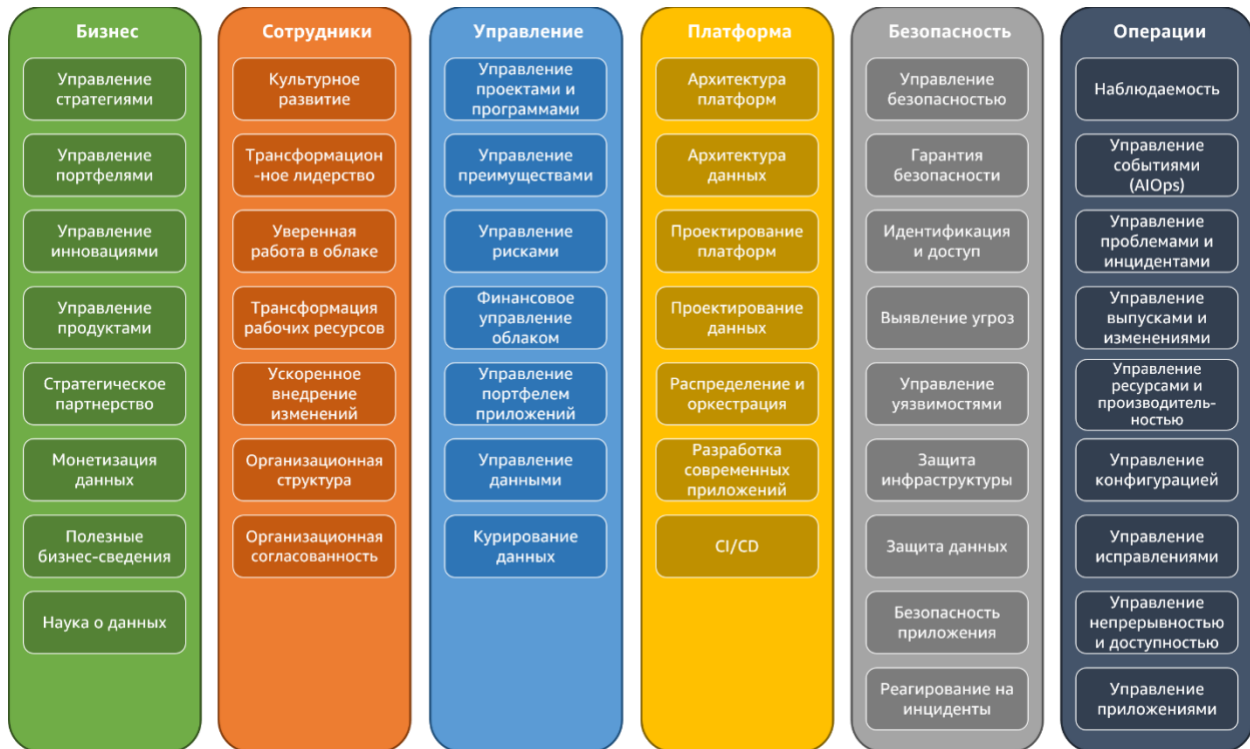 Бизнес
Управление
стратегиями
Управление
портфелями
Управление
инновациями
Управление
продуктами
Стратегическое
партнерство
Монетизация
данных
Полезные
бизнес-сведения
Наука о данных
Сотрудники
Культурное
развитие
Трансформацион
-ное лидерство
Уверенная
работа в облаке
Трансформация
рабочих ресурсов
Ускоренное
внедрение
изменений
Организационная
структура
Организационная
согласованность
Управление
Управление
проектами и
программами
Управление
преимуществами
Управление
рисками
Финансовое
управление
облаком
Управление
портфелем
приложений
Управление
данными
Курирование
данных
Платформа
Архитектура
платформ
Архитектура
данных
Проектирование
платформ
Проектирование
данных
Распределение и
оркестрация
Разработка
современных
приложений
CI/CD
Безопасность
Управление
безопасностью
Гарантия
безопасности
Идентификация
и доступ
Выявление угроз
Управление
уязвимостями
Защита
инфраструктуры
Защита данных
Безопасность
приложения
Реагирование на
инциденты
Операции
Наблюдаемость
Управление
событиями
(AIOps)
Управление
проблемами и
инцидентами
Управление
выпусками и
изменениями
Управление
ресурсами и
производитель-
ностью
Управление
конфигурацией
Управление
исправлениями
Управление
непрерывностью
и доступностью
Управление
приложениями